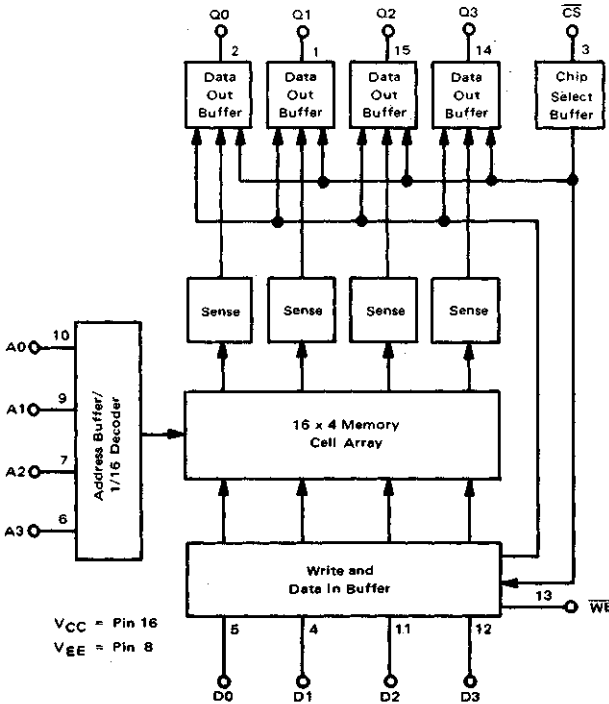 Q0 Q1 Q2 Q3 CS
2 1 15 14 3
Data Out Buffer
Data Out Buffer
Data Out Buffer
Data Out Buffer
Chip Select Buffer
Sense Sense Sense Sense
A0 10
A1 9
A2 7
A3 6
Address Buffer/
1/16 Decoder
16 x 4 Memory
Cell Array
Write and
Data In Buffer
13 WE
VCC = Pin 16
VEE = Pin 8
5 4 11 12
D0 D1 D2 D3